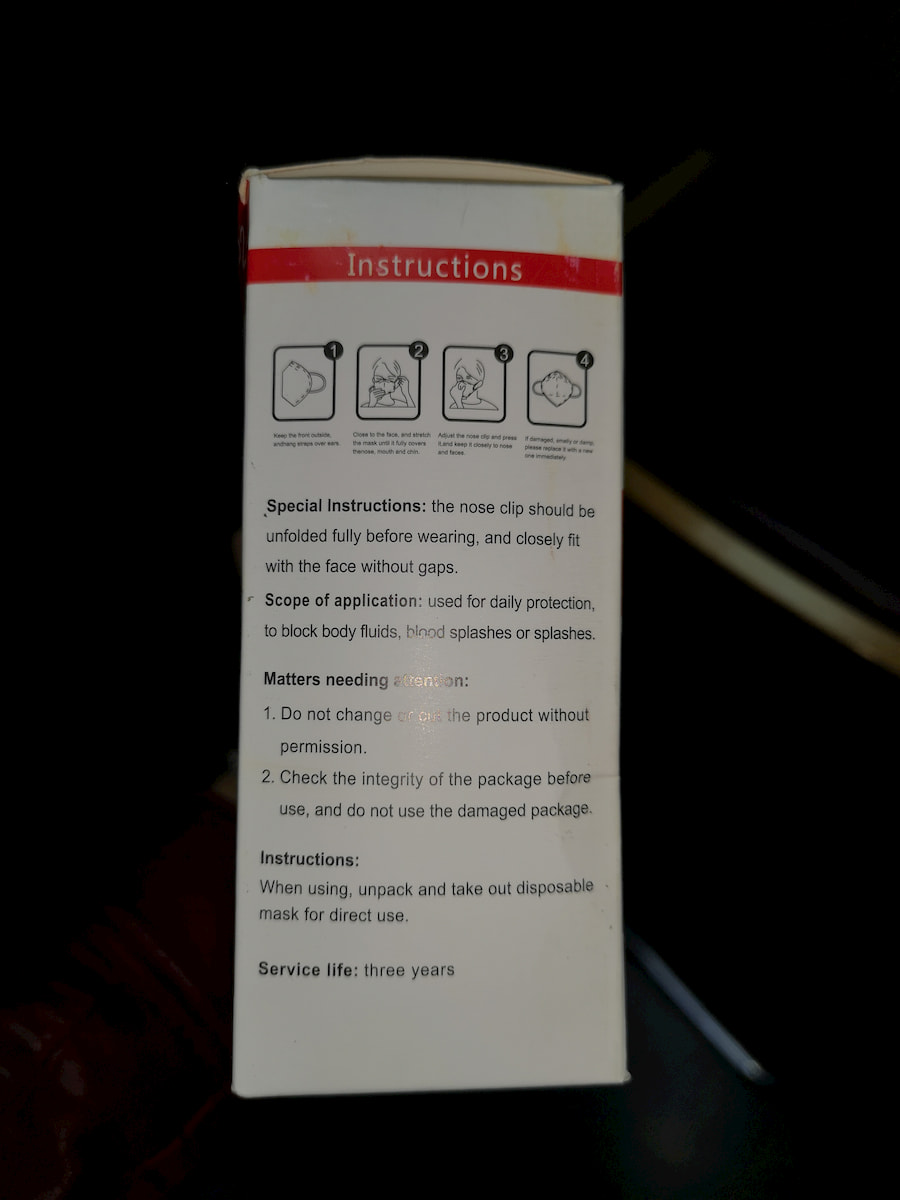 Instructions
1
2
3
4
Keep the front outside,
andhang straps over ears.
Close to the face, and stretch
the mask until it fully covers
thenose, mouth and chin.
Adjust the nose clip and press
it,and keep it closely to nose
and faces.
If damaged, smelly or damp,
please replace it with a new
one immediately.
Special Instructions: the nose clip should be
unfolded fully before wearing, and closely fit
with the face without gaps.
Scope of application: used for daily protection,
to block body fluids, blood splashes or splashes.
Matters needing attention:
1. Do not change the product without
permission.
2. Check the integrity of the package before
use, and do not use the damaged package.
Instructions:
When using, unpack and take out disposable
mask for direct use.
Service life: three years